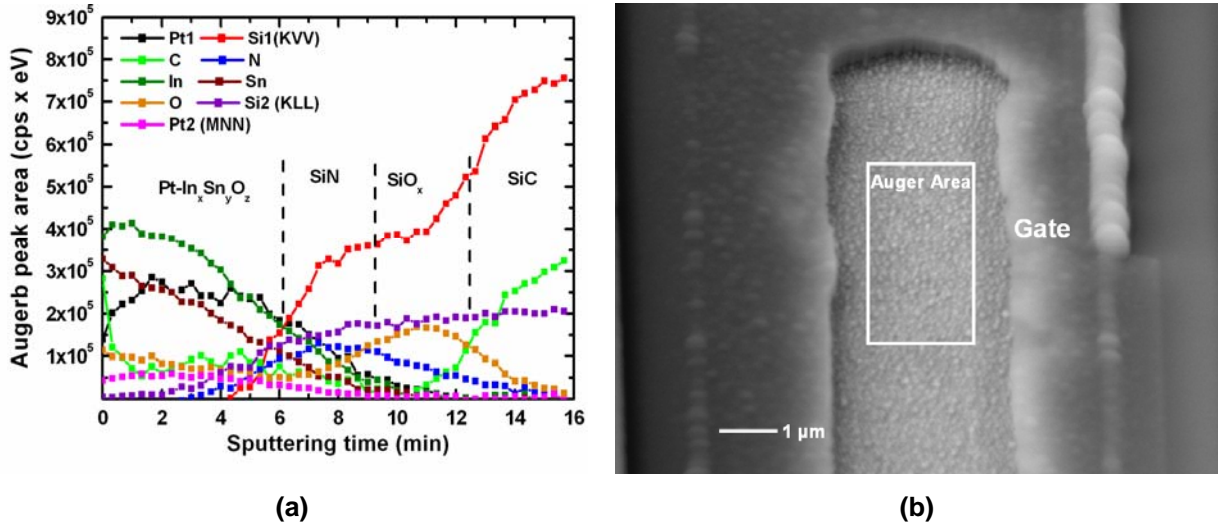 9x10⁵
8x10⁵
7x10⁵
6x10⁵
5x10⁵
4x10⁵
3x10⁵
2x10⁵
1x10⁵
Augerb peak area (cps x eV)
Pt1 Si1(KVV)
C N
In Sn
O Si2 (KLL)
Pt2 (MNN)
Pt-InₓSnᵧO_z
SiN
SiOₓ
SiC
0 2 4 6 8 10 12 14 16
Sputtering time (min)
(a)
Auger Area
Gate
1 µm
(b)